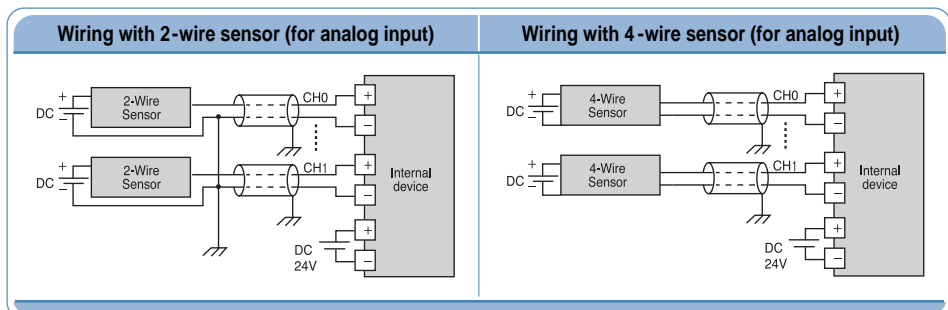 Wiring with 2-wire sensor (for analog input)
DC
+
−
2-Wire
Sensor
CH0
+
−
DC
+
−
2-Wire
Sensor
CH1
+
−
Internal
device
DC
24V
+
−
Wiring with 4-wire sensor (for analog input)
DC
+
−
4-Wire
Sensor
CH0
+
−
DC
+
−
4-Wire
Sensor
CH1
+
−
Internal
device
DC
24V
+
−